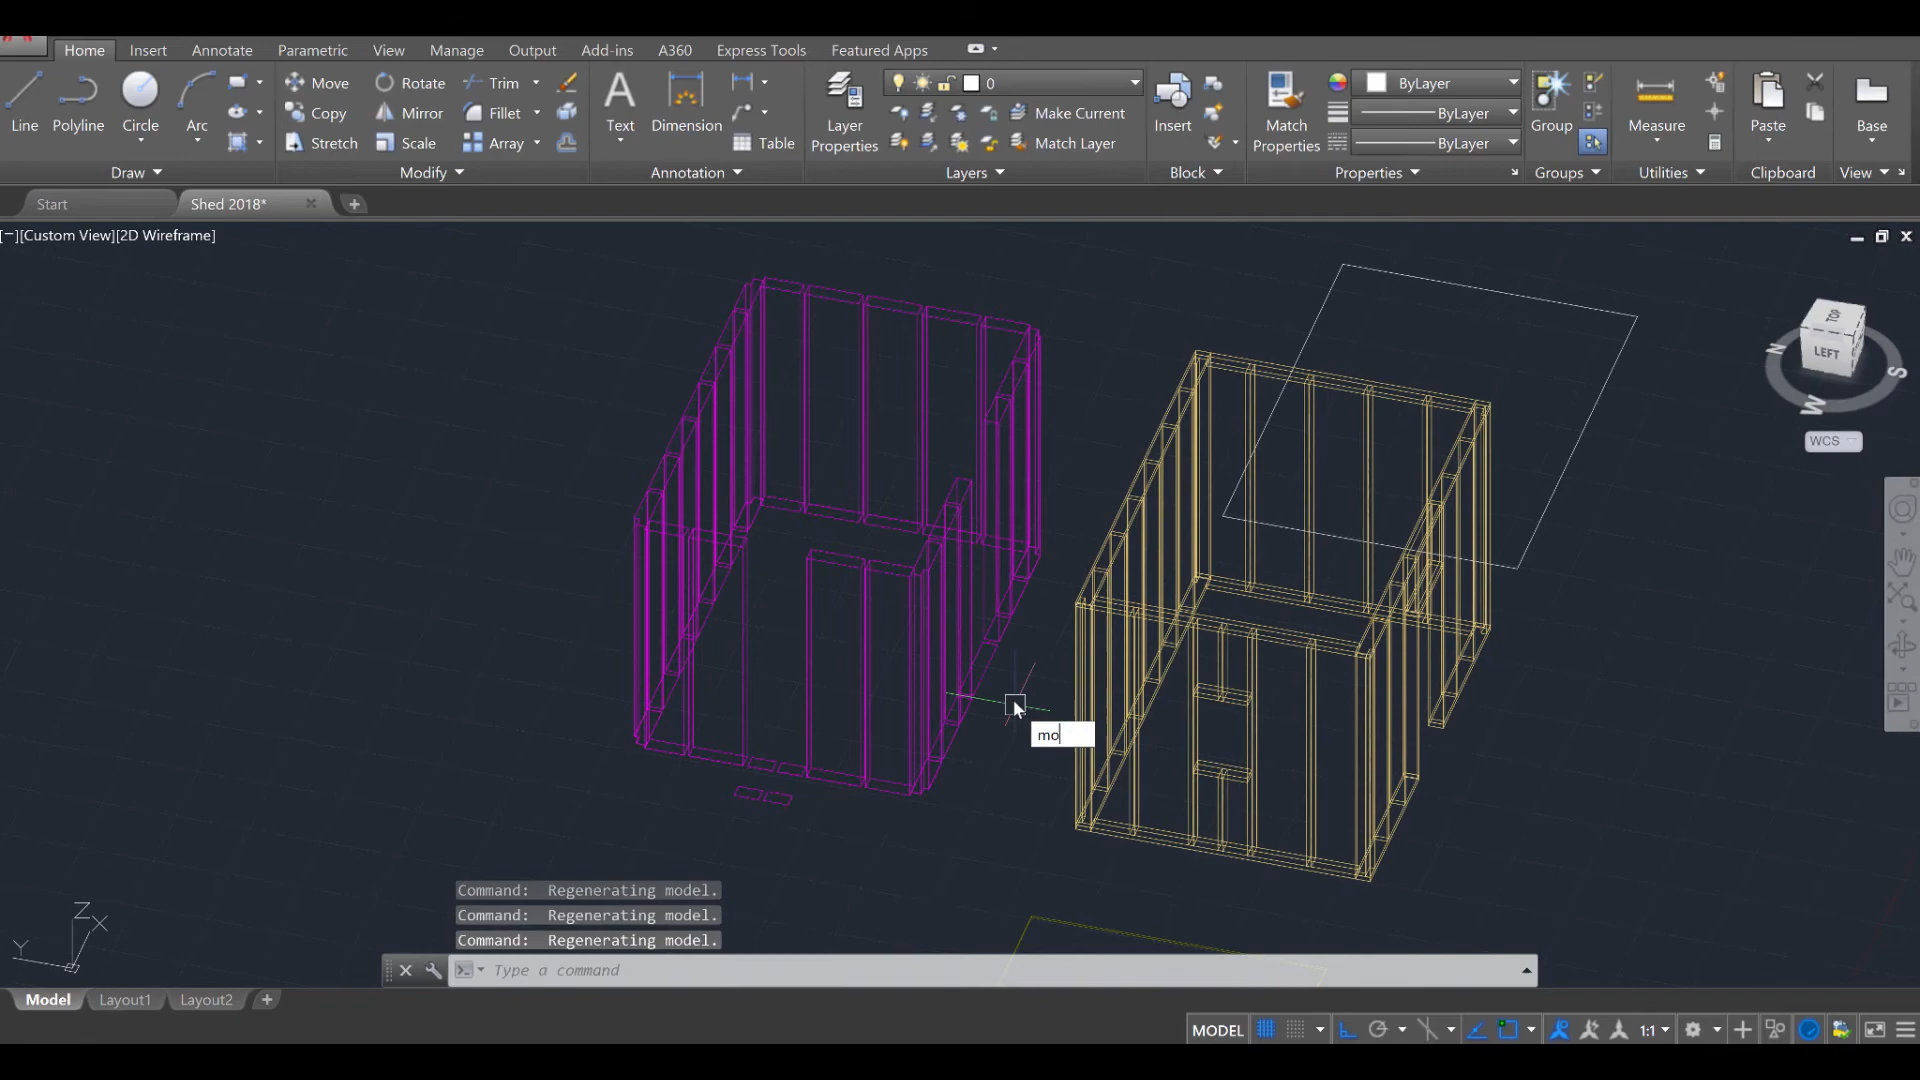 Home Insert Annotate Parametric View Manage Output Add-ins A360 Express Tools Featured Apps
Line Polyline Circle Arc
Move Rotate Trim
Copy Mirror Fillet
Stretch Scale Array
Text Dimension Table
Layer Properties
0
Make Current
Match Layer
Insert
Match Properties
ByLayer
ByLayer
ByLayer
Group
Measure
Paste
Base
Draw Modify Annotation Layers Block Properties Groups Utilities Clipboard View
Start Shed 2018*
[−][Custom View][2D Wireframe]
TOP
LEFT
N
S
W
WCS
mo
Z
X
Y
Command: Regenerating model.
Command: Regenerating model.
Command: Regenerating model.
Type a command
Model Layout1 Layout2
MODEL 1:1